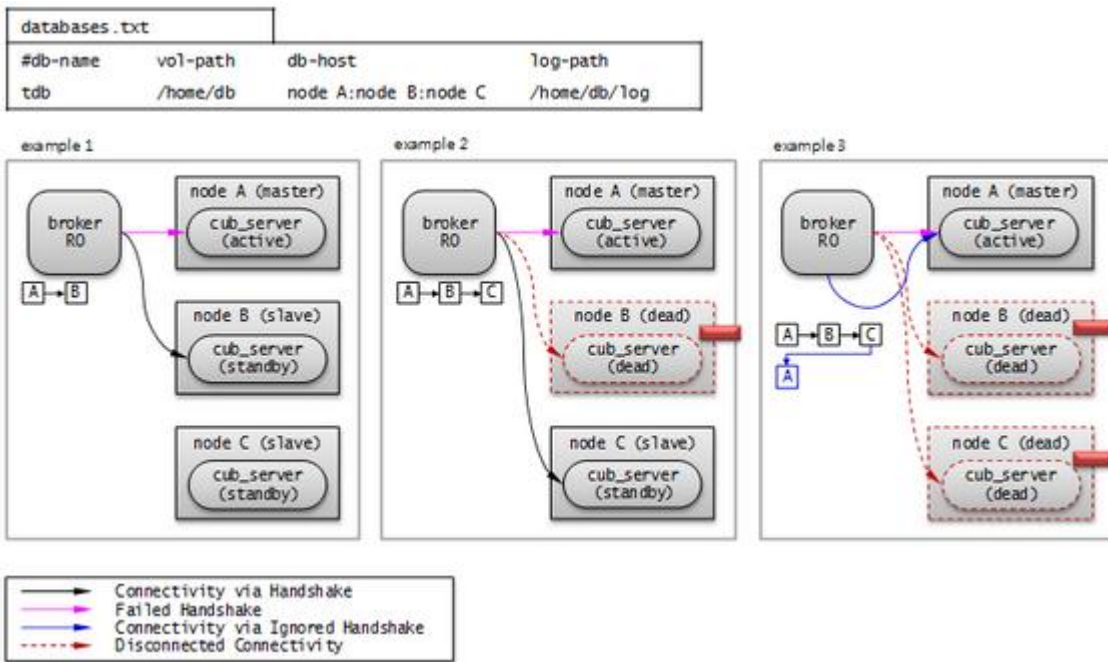 databases.txt
#db-name vol-path db-host log-path
tdb /home/db node A:node B:node C /home/db/log
example 1
broker
RO
A B
node A (master)
cub_server
(active)
node B (slave)
cub_server
(standby)
node C (slave)
cub_server
(standby)
example 2
broker
RO
A B C
node A (master)
cub_server
(active)
node B (dead)
cub_server
(dead)
node C (slave)
cub_server
(standby)
example 3
broker
RO
A B C
A
node A (master)
cub_server
(active)
node B (dead)
cub_server
(dead)
node C (dead)
cub_server
(dead)
Connectivity via Handshake
Failed Handshake
Connectivity via Ignored Handshake
Disconnected Connectivity